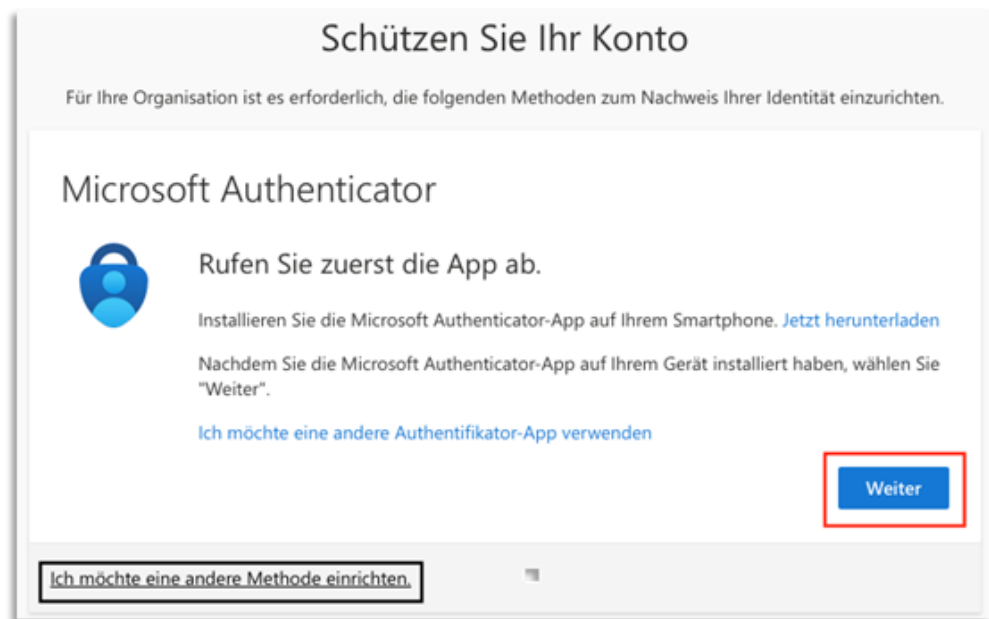 Schützen Sie Ihr Konto
Für Ihre Organisation ist es erforderlich, die folgenden Methoden zum Nachweis Ihrer Identität einzurichten.
Microsoft Authenticator
Rufen Sie zuerst die App ab.
Installieren Sie die Microsoft Authenticator-App auf Ihrem Smartphone. Jetzt herunterladen
Nachdem Sie die Microsoft Authenticator-App auf Ihrem Gerät installiert haben, wählen Sie
"Weiter".
Ich möchte eine andere Authentifikator-App verwenden
Weiter
Ich möchte eine andere Methode einrichten.